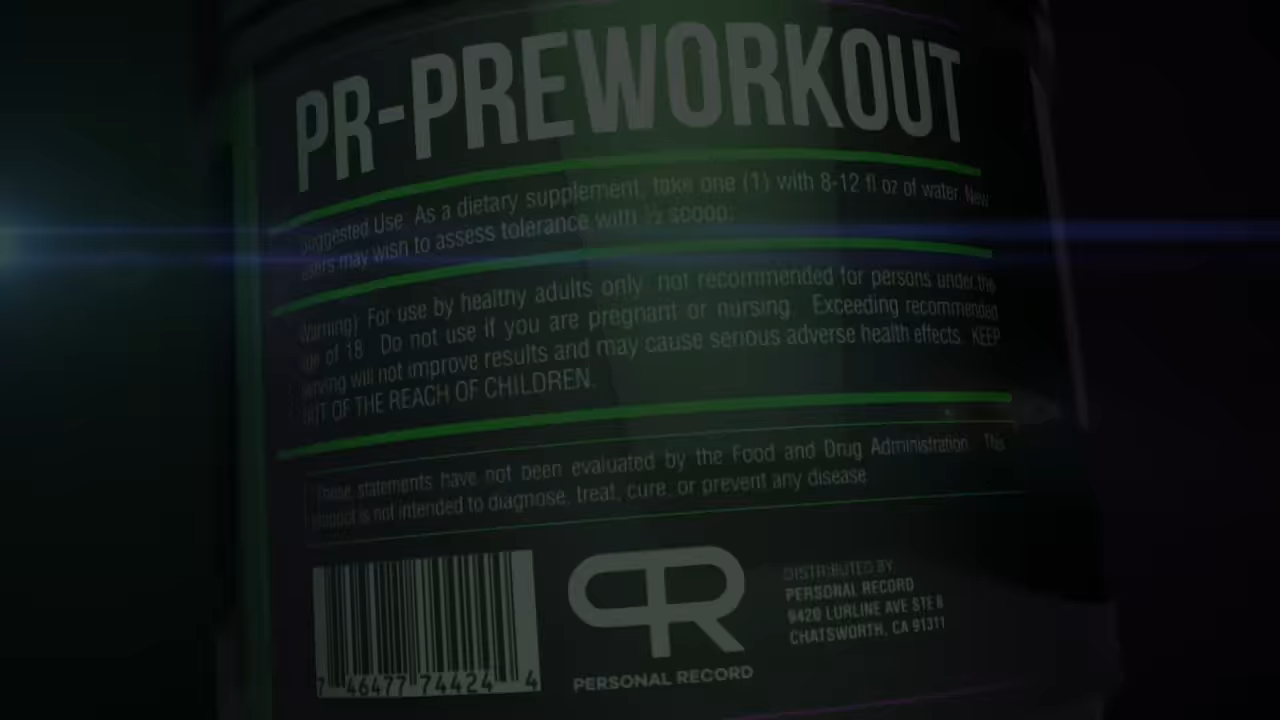 PR-PREWORKOUT
Suggested Use As a dietary supplement, take one (1) with 8-12 fl oz of water New
users may wish to assess tolerance with ½ scoop.
Warning) For use by healthy adults only not recommended for persons under the
age of 18 Do not use if you are pregnant or nursing. Exceeding recommended
serving will not improve results and may cause serious adverse health effects. KEEP
OUT OF THE REACH OF CHILDREN.
These statements have not been evaluated by the Food and Drug Administration. This
product is not intended to diagnose, treat, cure, or prevent any disease
7 46477 74424 4
PR
PERSONAL RECORD
DISTRIBUTED BY
PERSONAL RECORD
9420 LURLINE AVE STE B
CHATSWORTH, CA 91311